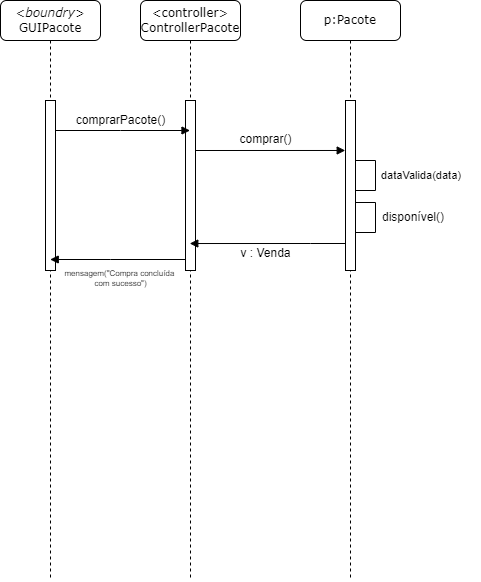 <boundry>
GUIPacote
<controller>
ControllerPacote
p:Pacote
comprarPacote()
comprar()
dataValida(data)
disponível()
v : Venda
mensagem("Compra concluída
com sucesso")